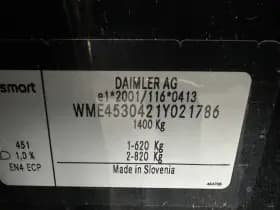 smart
DAIMLER AG
e1*2001/116*0413
WME4530421Y021786
1400 Kg
451
1-620 Kg
1,0 %
2-820 Kg
EN4 ECP
Made in Slovenia